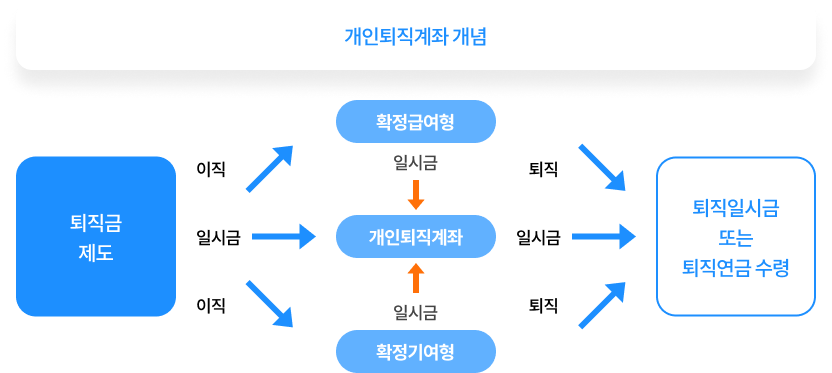 개인퇴직계좌 개념
퇴직금
제도
이직
일시금
이직
확정급여형
일시금
개인퇴직계좌
일시금
확정기여형
퇴직
일시금
퇴직
퇴직일시금
또는
퇴직연금 수령